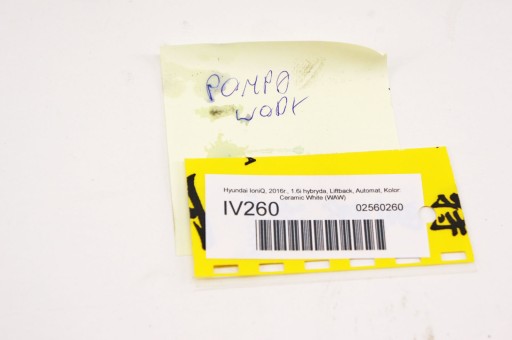 POMPA
WODY
Hyundai IoniQ, 2016r., 1.6i hybryda, Liftback, Automat, Kolor:
Ceramic White (WAW)
IV260
02560260